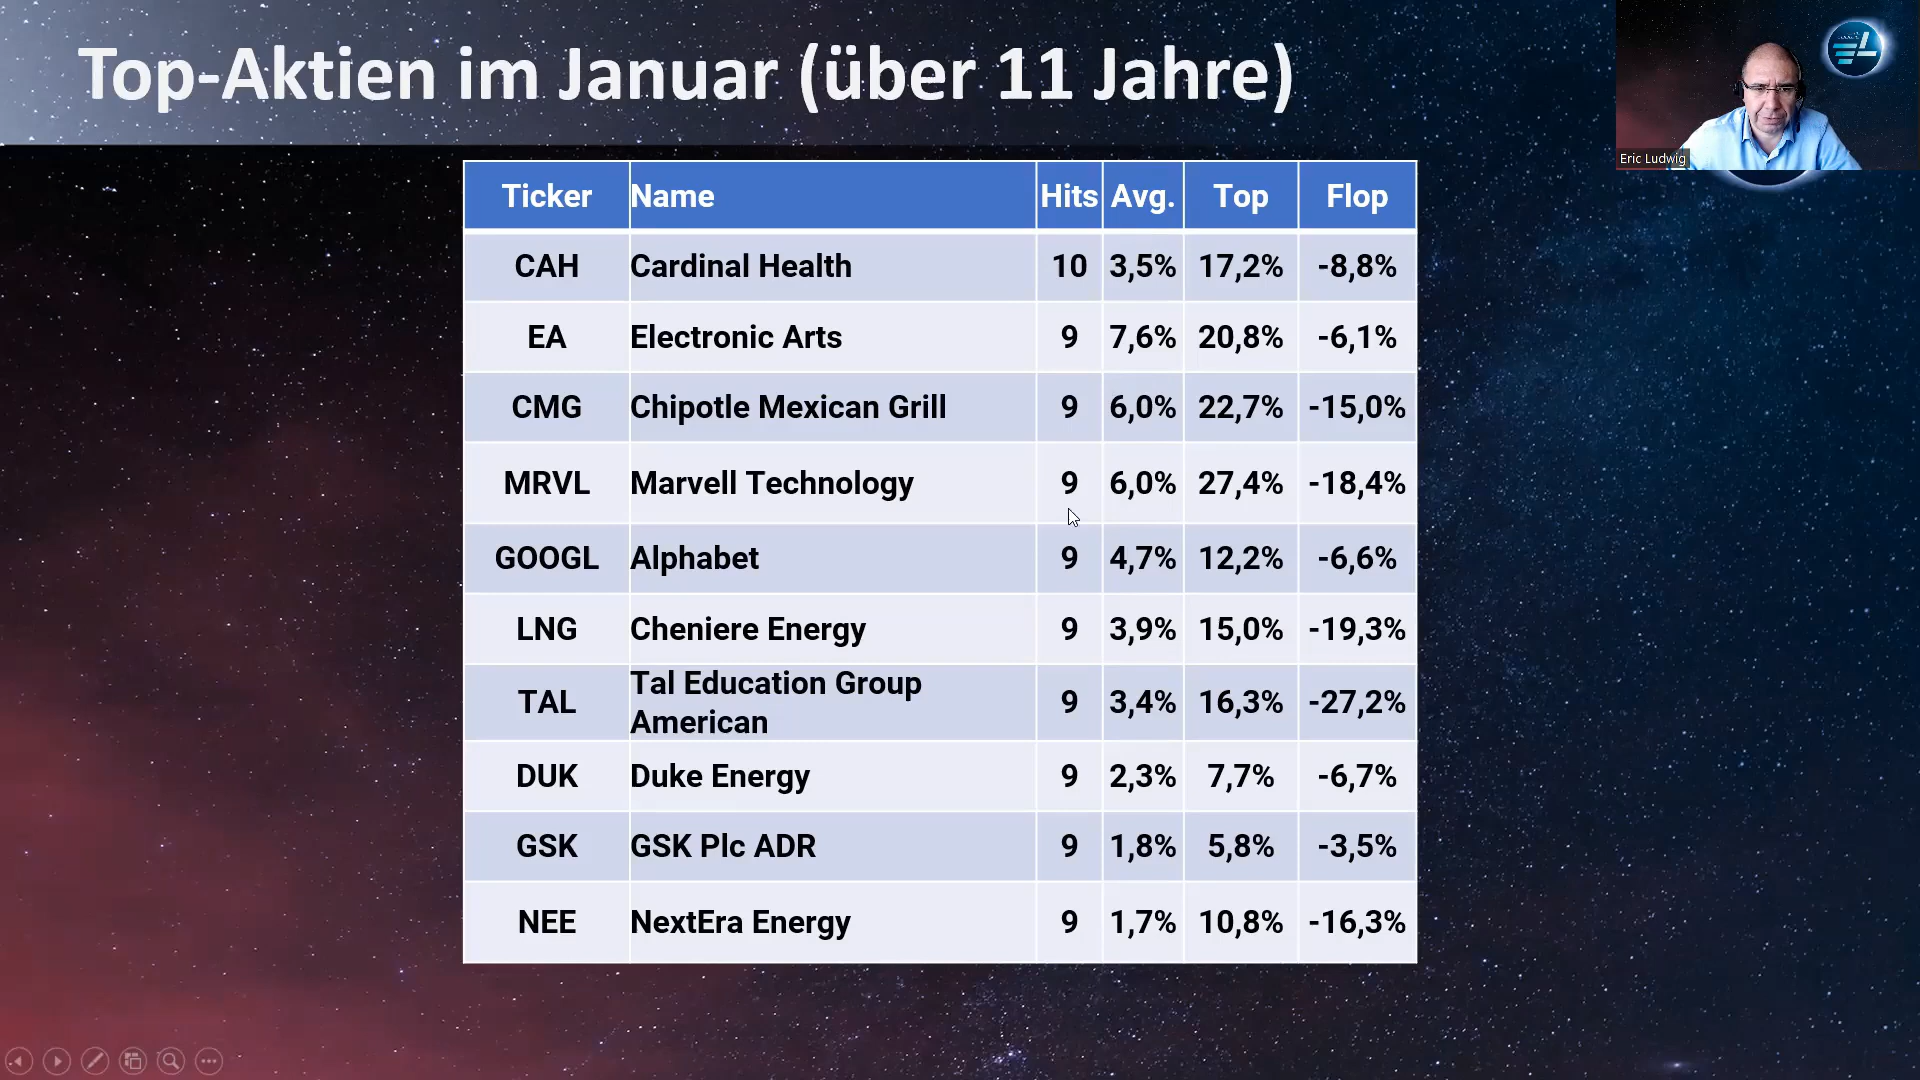 Top-Aktien im Januar (über 11 Jahre)
Eric Ludwig
Ticker Name Hits Avg. Top Flop
CAH Cardinal Health 10 3,5% 17,2% -8,8%
EA Electronic Arts 9 7,6% 20,8% -6,1%
CMG Chipotle Mexican Grill 9 6,0% 22,7% -15,0%
MRVL Marvell Technology 9 6,0% 27,4% -18,4%
GOOGL Alphabet 9 4,7% 12,2% -6,6%
LNG Cheniere Energy 9 3,9% 15,0% -19,3%
TAL Tal Education Group American 9 3,4% 16,3% -27,2%
DUK Duke Energy 9 2,3% 7,7% -6,7%
GSK GSK Plc ADR 9 1,8% 5,8% -3,5%
NEE NextEra Energy 9 1,7% 10,8% -16,3%